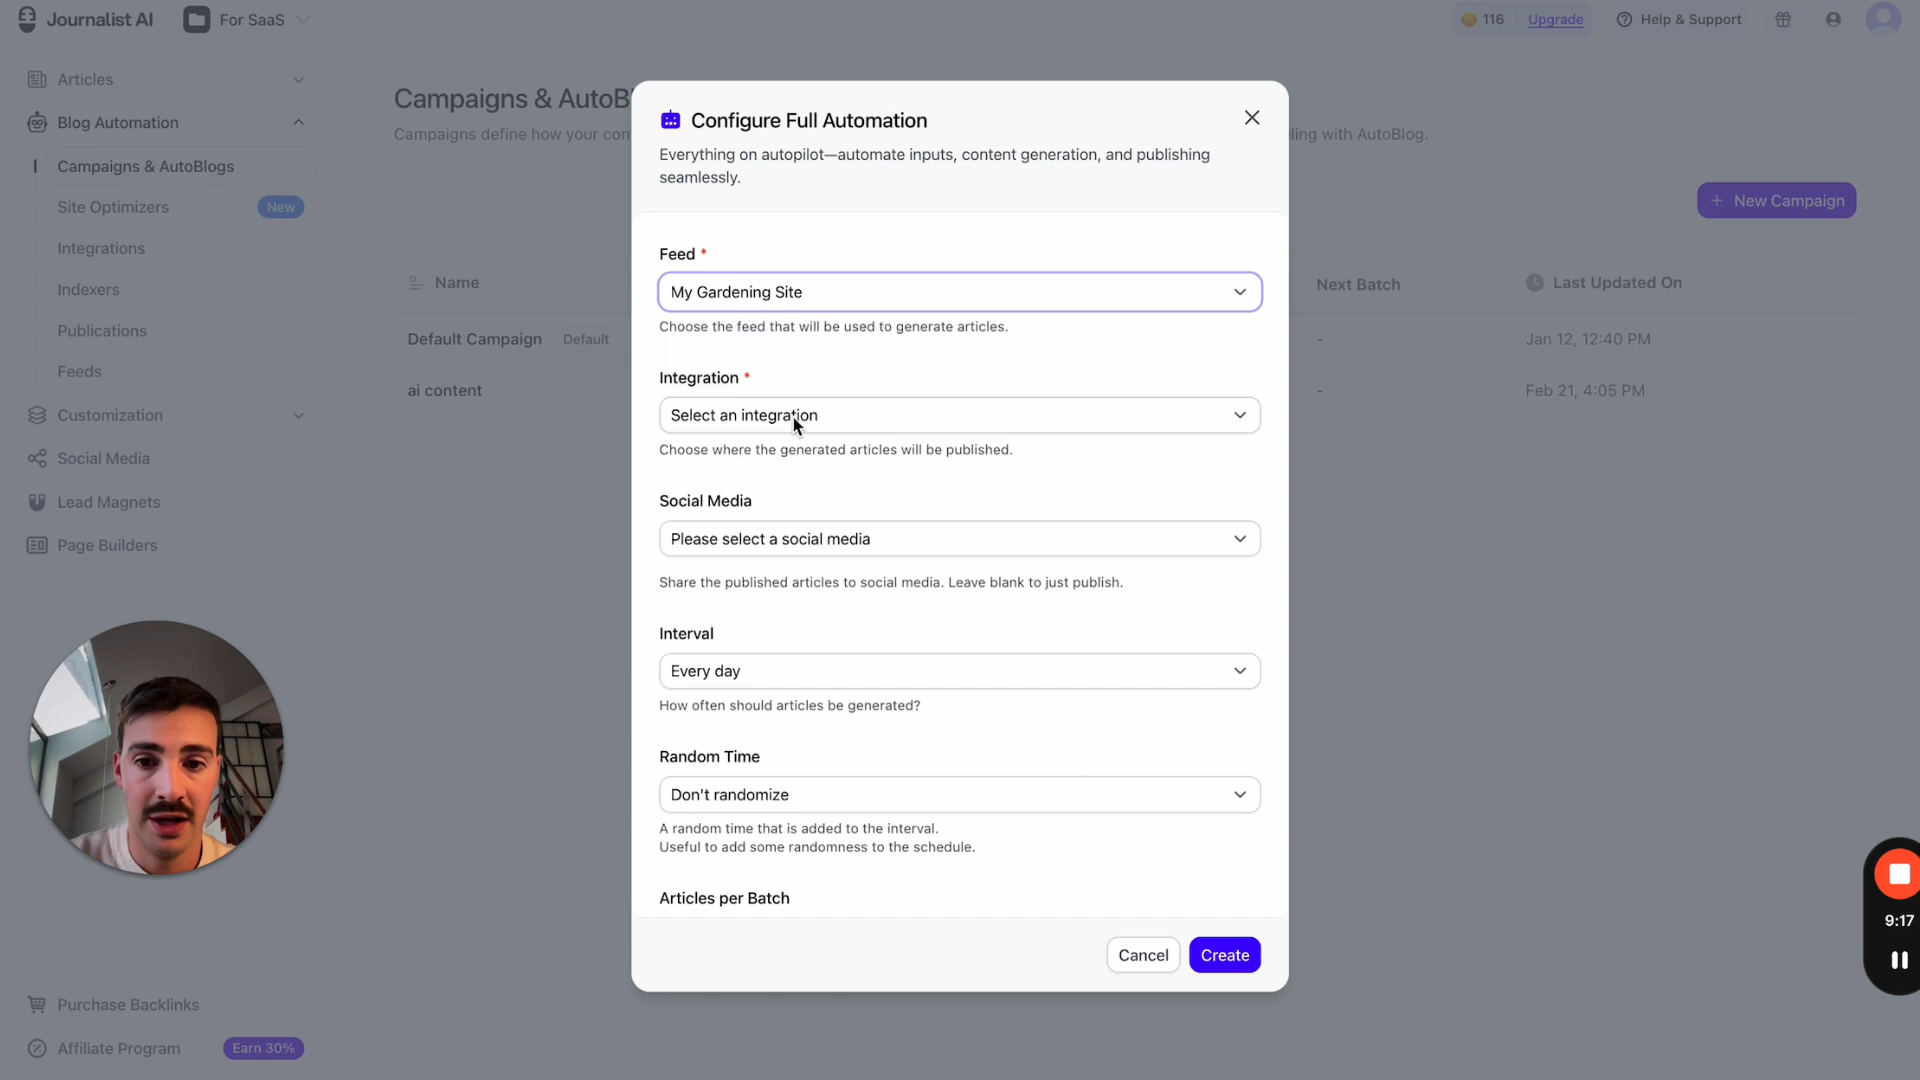 Journalist AI
For SaaS
116
Upgrade
Help & Support
Articles
Blog Automation
Campaigns & AutoBlogs
Site Optimizers
New
Integrations
Indexers
Publications
Feeds
Customization
Social Media
Lead Magnets
Page Builders
Purchase Backlinks
Affiliate Program
Earn 30%
Campaigns & AutoB
Campaigns define how your con
ling with AutoBlog.
+ New Campaign
Name
Next Batch
Last Updated On
Default Campaign
Default
-
Jan 12, 12:40 PM
ai content
-
Feb 21, 4:05 PM
Configure Full Automation
Everything on autopilot—automate inputs, content generation, and publishing
seamlessly.
Feed *
My Gardening Site
Choose the feed that will be used to generate articles.
Integration *
Select an integration
Choose where the generated articles will be published.
Social Media
Please select a social media
Share the published articles to social media. Leave blank to just publish.
Interval
Every day
How often should articles be generated?
Random Time
Don't randomize
A random time that is added to the interval.
Useful to add some randomness to the schedule.
Articles per Batch
Cancel
Create
9:17